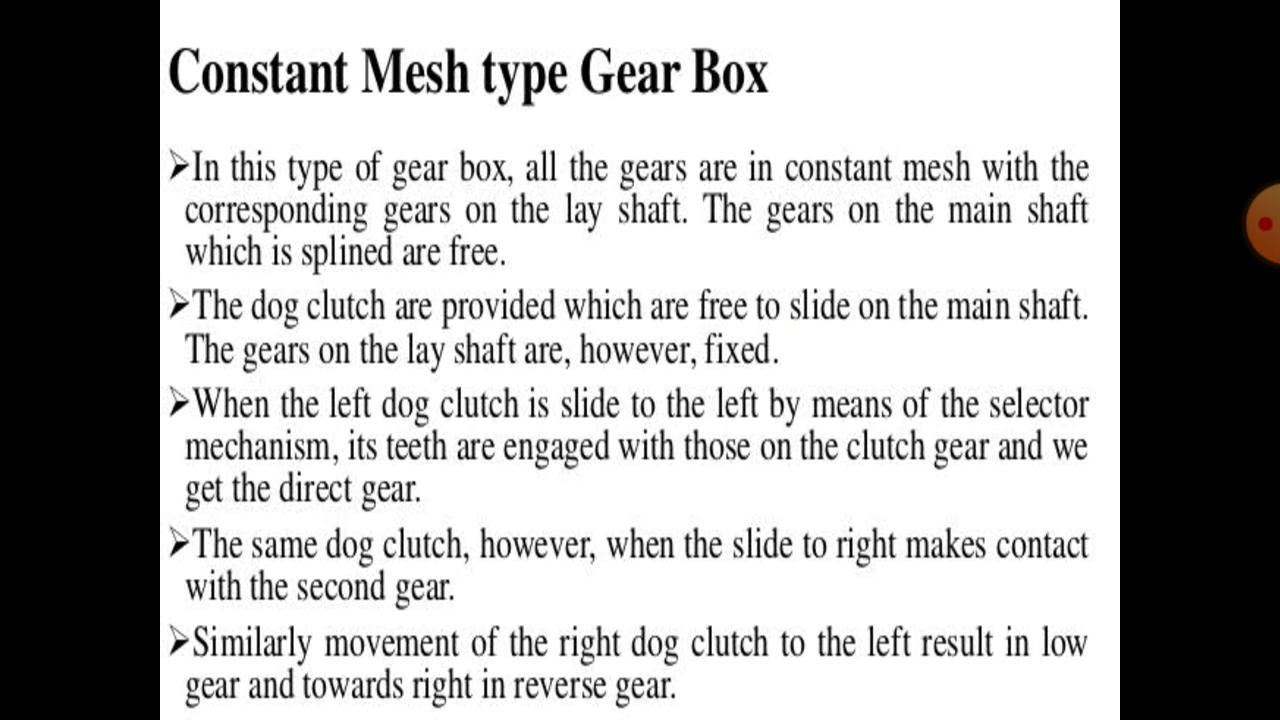 Constant Mesh type Gear Box
➢In this type of gear box, all the gears are in constant mesh with the
corresponding gears on the lay shaft. The gears on the main shaft
which is splined are free.
➢The dog clutch are provided which are free to slide on the main shaft.
The gears on the lay shaft are, however, fixed.
➢When the left dog clutch is slide to the left by means of the selector
mechanism, its teeth are engaged with those on the clutch gear and we
get the direct gear.
➢The same dog clutch, however, when the slide to right makes contact
with the second gear.
➢Similarly movement of the right dog clutch to the left result in low
gear and towards right in reverse gear.